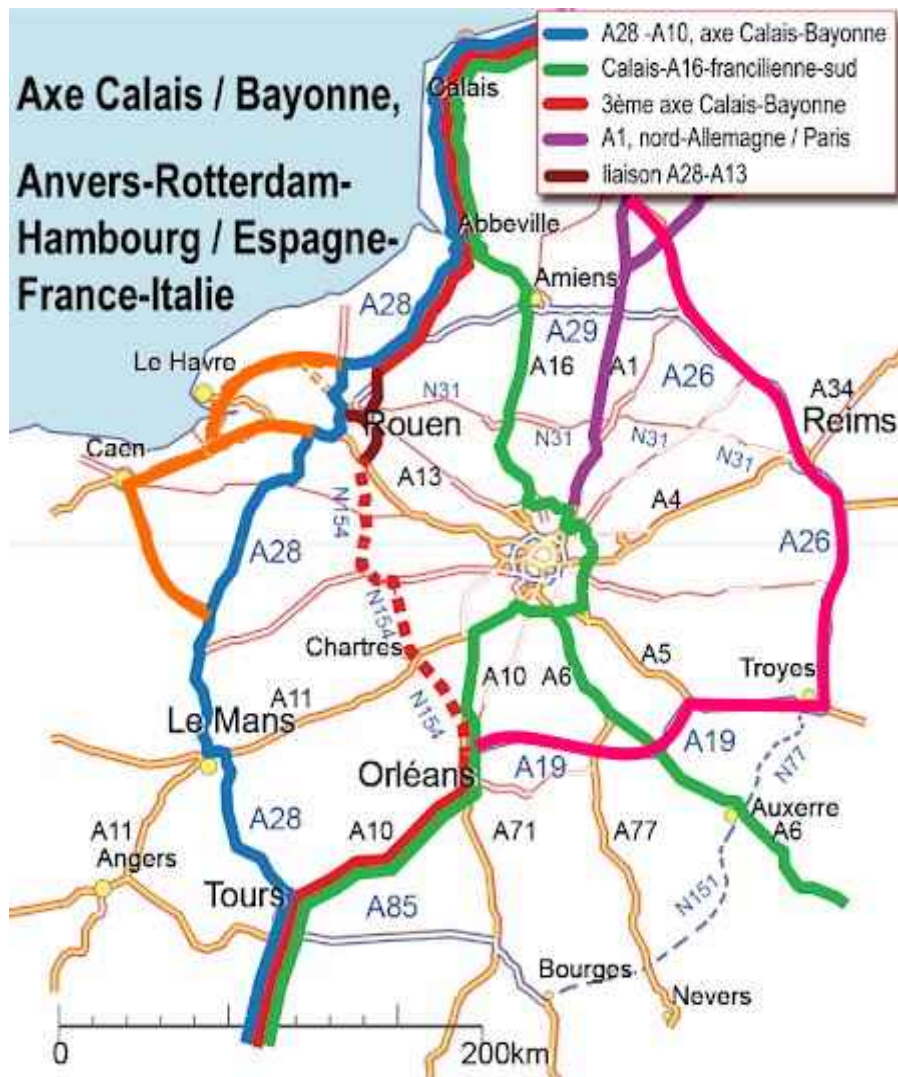 A28 -A10, axe Calais-Bayonne
Calais-A16-francilienne-sud
3ème axe Calais-Bayonne
A1, nord-Allemagne / Paris
liaison A28-A13
Axe Calais / Bayonne,
Anvers-Rotterdam-
Hambourg / Espagne-
France-Italie
Calais
Abbeville
Amiens
A28
A29
Le Havre
A16
A1
A26
A34
N31
Rouen
Reims
N31
N31
N31
Caen
A13
A4
N154
A28
A26
N154
Chartres
A10
A6
A5
Troyes
A11
N154
Le Mans
A19
A19
N77
Orléans
A28
A10
A71
A77
Auxerre
A6
A11
Angers
Tours
A85
N151
Bourges
Nevers
0
200km